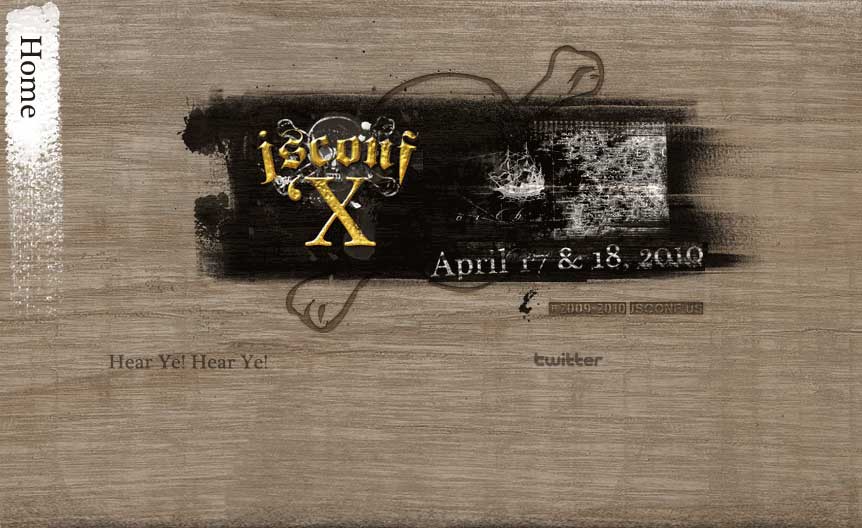 Home
jsconf
X
April 17 & 18, 2010
©2009-2010 JSCONF.US
Hear Ye! Hear Ye!
twitter